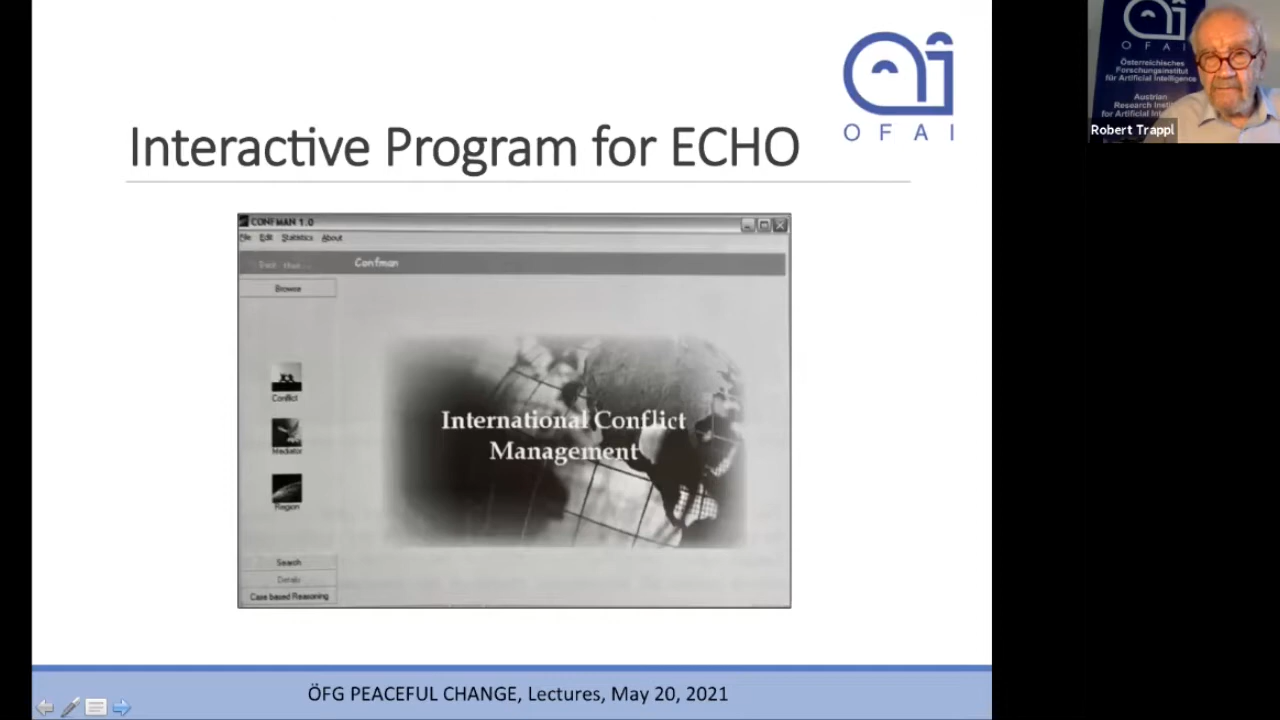 Interactive Program for ECHO
OFAI
CONFMAN 1.0
File Edit Statistics About
Confman
Browse
Conflict
Mediator
Region
International Conflict
Management
Search
Details
Case based Reasoning
ÖFG PEACEFUL CHANGE, Lectures, May 20, 2021
OFAI
Österreichisches
Forschungsinstitut
für Artificial Intelligence
Austrian
Research
for Artificial
Robert Trappl